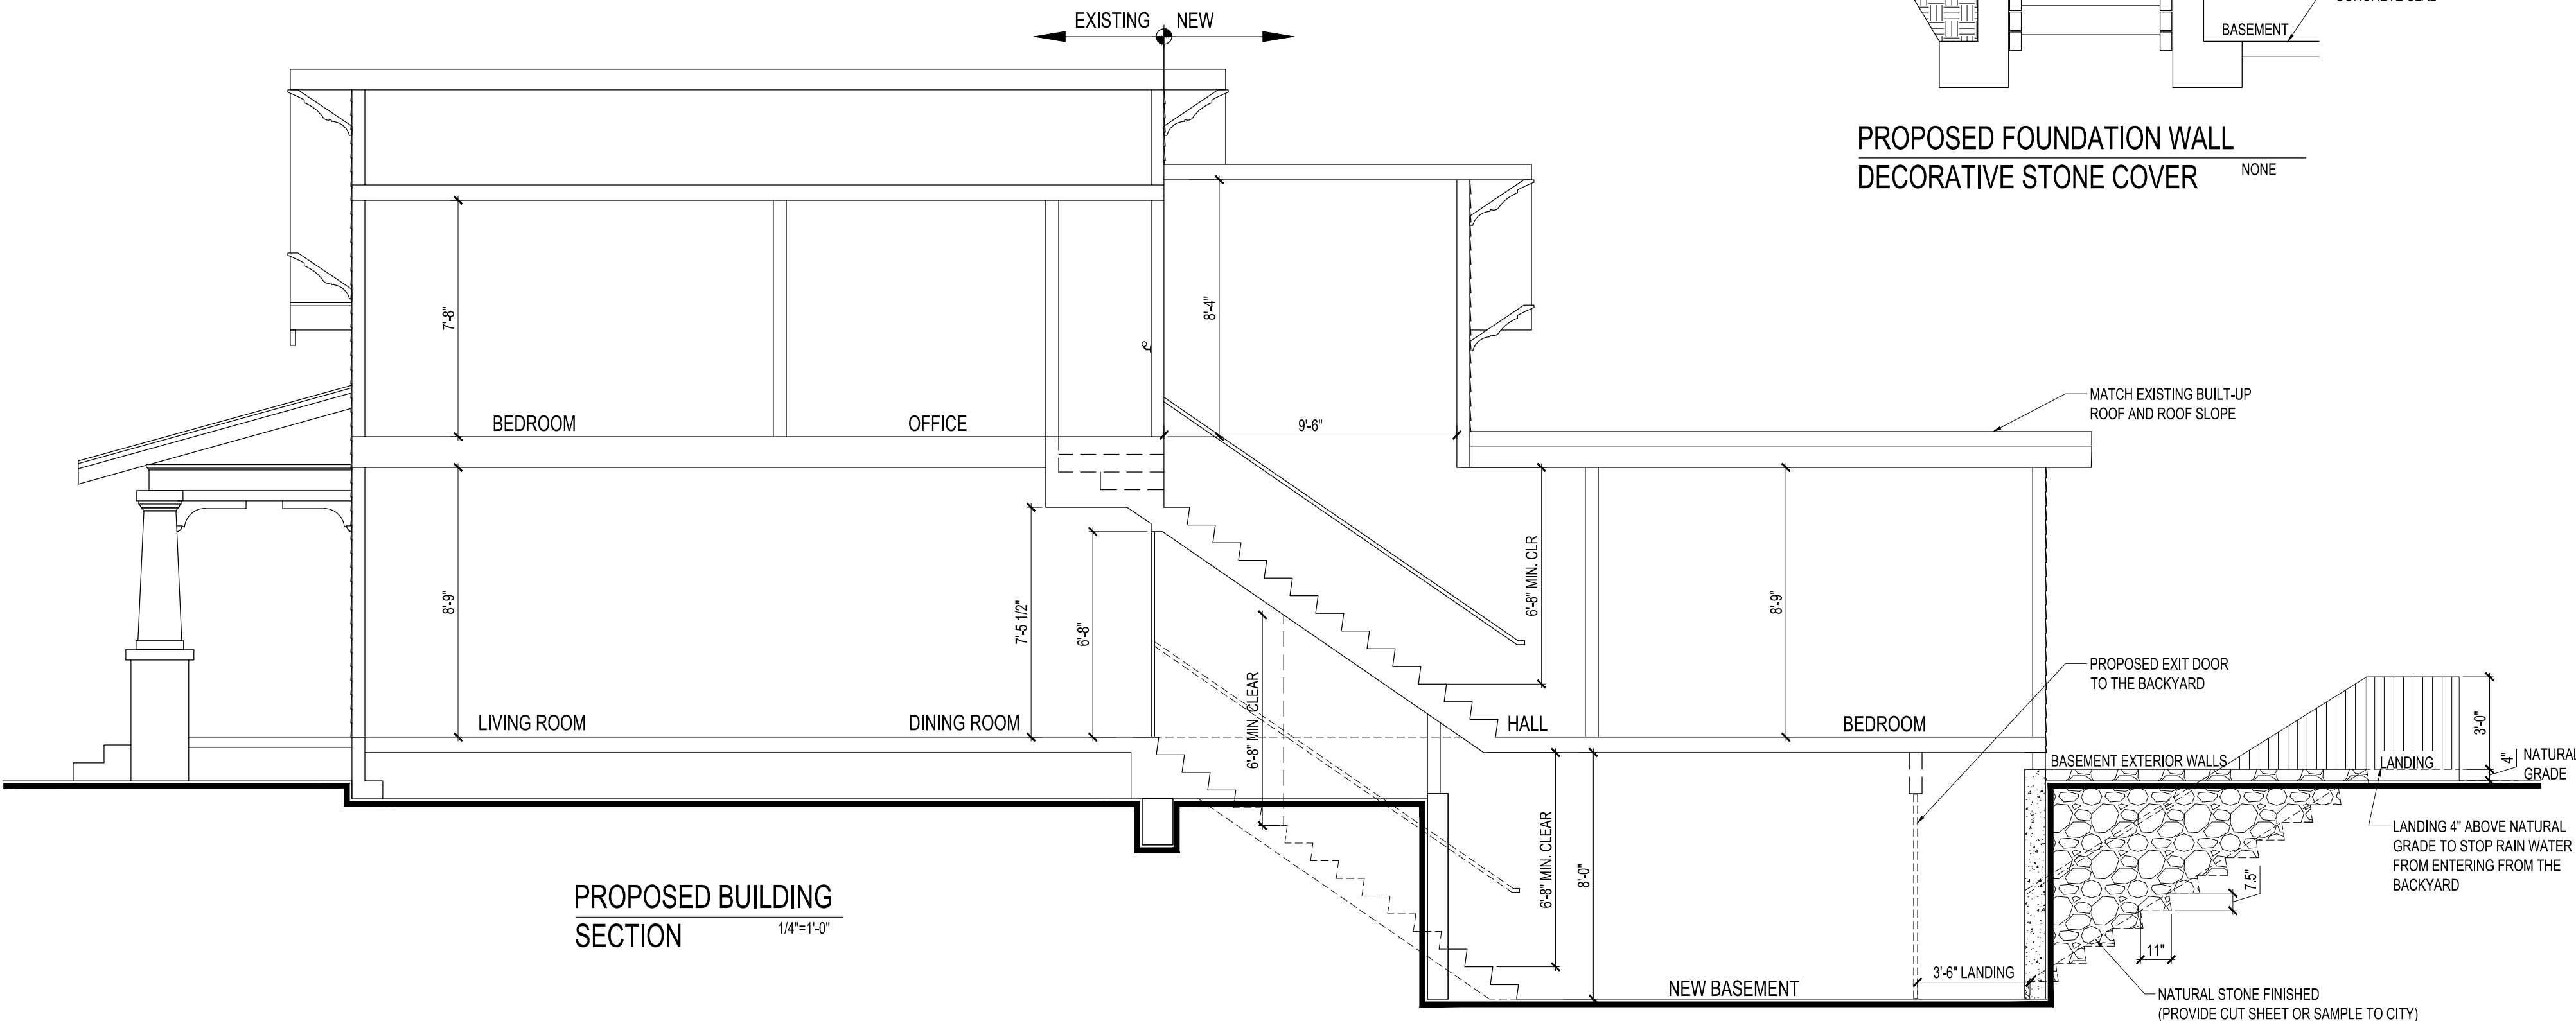 EXISTING NEW
BASEMENT
PROPOSED FOUNDATION WALL
DECORATIVE STONE COVER NONE
7'-8"
8'-4"
BEDROOM
OFFICE
9'-6"
MATCH EXISTING BUILT-UP
ROOF AND ROOF SLOPE
8'-9"
7'-5 1/2"
6'-8"
6'-8" MIN. CLEAR
6'-8" MIN. CLR
8'-9"
LIVING ROOM
DINING ROOM
HALL
BEDROOM
PROPOSED EXIT DOOR
TO THE BACKYARD
BASEMENT EXTERIOR WALLS
LANDING
3'-0"
4"
NATURAL
GRADE
LANDING 4" ABOVE NATURAL
GRADE TO STOP RAIN WATER
FROM ENTERING FROM THE
BACKYARD
6'-8" MIN. CLEAR
8'-0"
7.5"
11"
3'-6" LANDING
NEW BASEMENT
NATURAL STONE FINISHED
(PROVIDE CUT SHEET OR SAMPLE TO CITY)
PROPOSED BUILDING
SECTION 1/4"=1'-0"